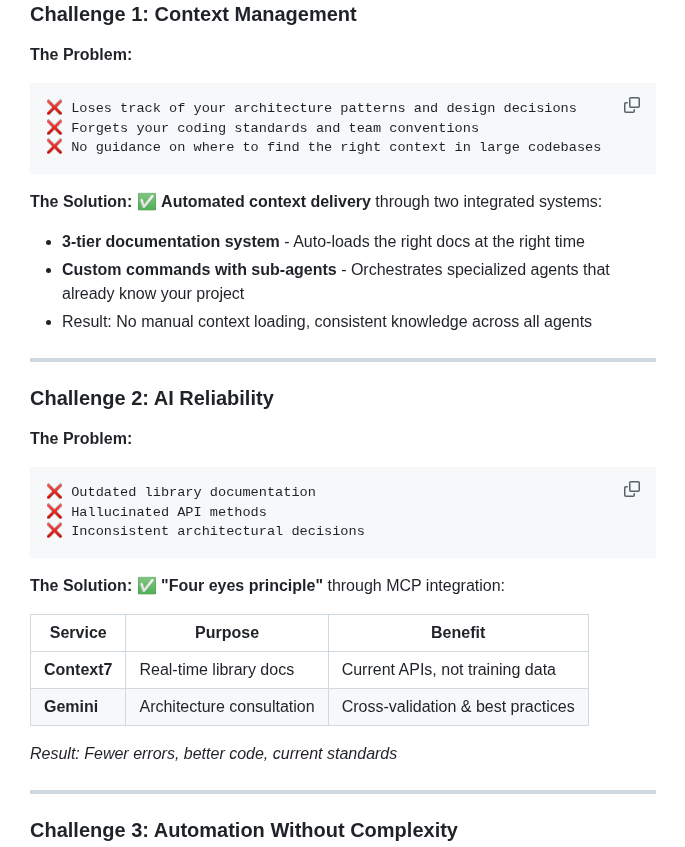 Challenge 1: Context Management
The Problem:
❌ Loses track of your architecture patterns and design decisions
❌ Forgets your coding standards and team conventions
❌ No guidance on where to find the right context in large codebases
The Solution: ✅ Automated context delivery through two integrated systems:
• 3-tier documentation system - Auto-loads the right docs at the right time
• Custom commands with sub-agents - Orchestrates specialized agents that
already know your project
• Result: No manual context loading, consistent knowledge across all agents
Challenge 2: AI Reliability
The Problem:
❌ Outdated library documentation
❌ Hallucinated API methods
❌ Inconsistent architectural decisions
The Solution: ✅ "Four eyes principle" through MCP integration:
Service Purpose Benefit
Context7 Real-time library docs Current APIs, not training data
Gemini Architecture consultation Cross-validation & best practices
Result: Fewer errors, better code, current standards
Challenge 3: Automation Without Complexity